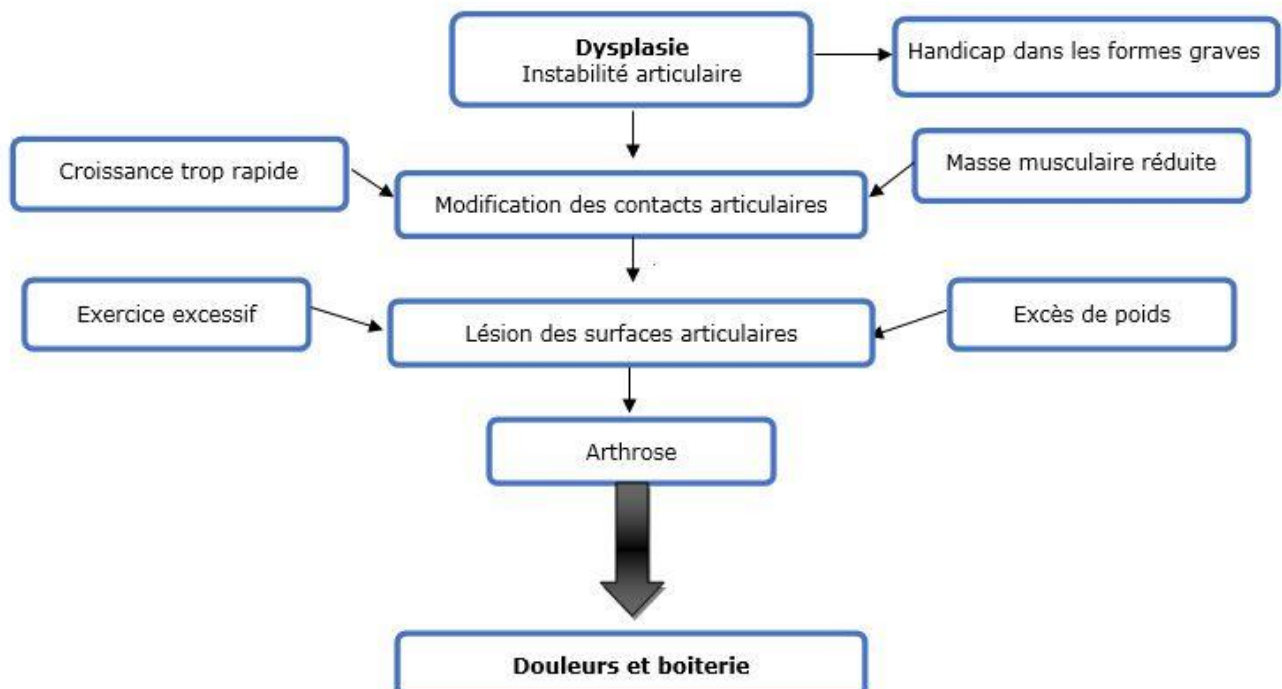 Dysplasie
Instabilité articulaire
Handicap dans les formes graves
Croissance trop rapide
Masse musculaire réduite
Modification des contacts articulaires
Exercice excessif
Excès de poids
Lésion des surfaces articulaires
Arthrose
Douleurs et boiterie